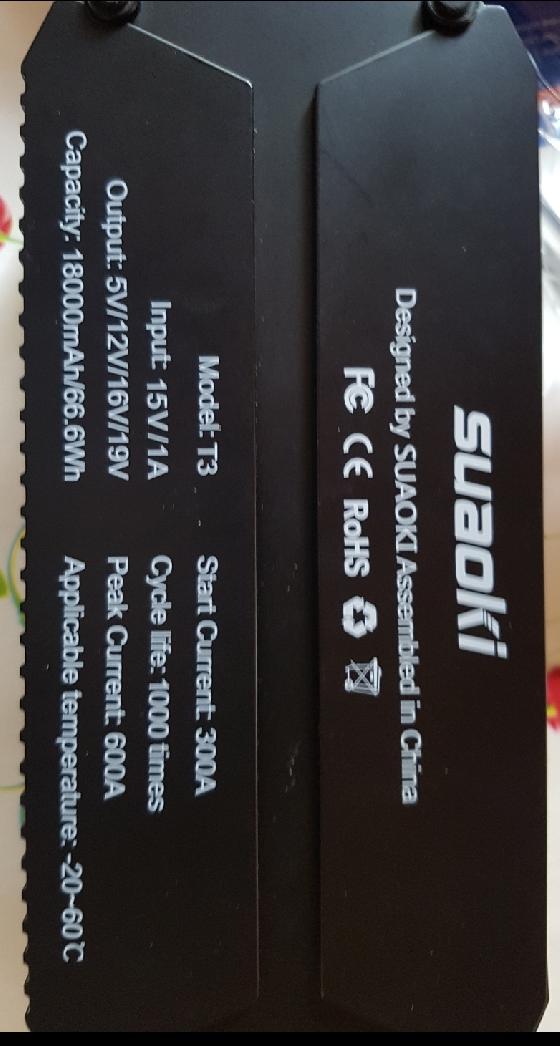 suaoki
Designed by SUAOKI Assembled in China
FC CE RoHS
Model: T3 Start Current: 300A
Input: 15V/1A Cycle life: 1000 times
Output: 5V/12V/16V/19V Peak Current: 600A
Capacity: 18000mAh/66.6Wh Applicable temperature: -20~60℃